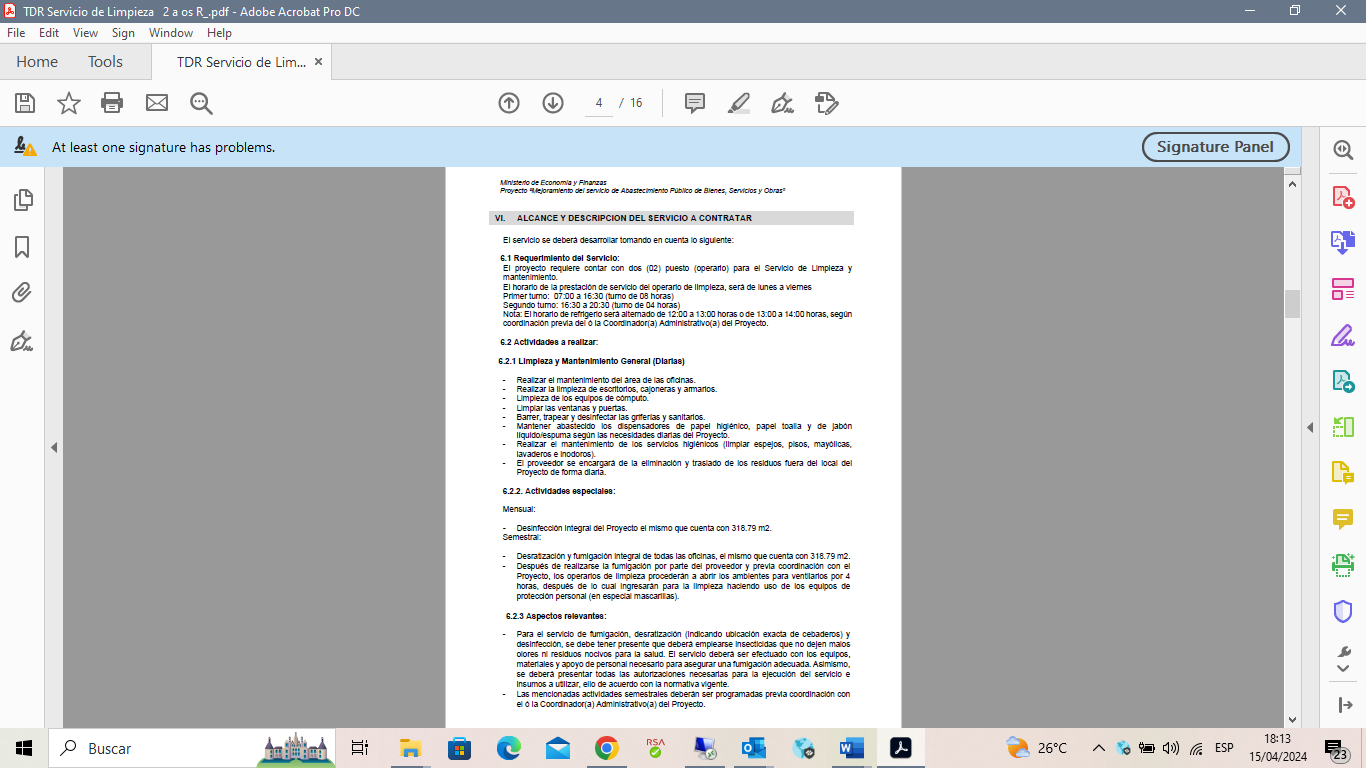 TDR Servicio de Limpieza   2 a os R_.pdf - Adobe Acrobat Pro DC
File Edit View Sign Window Help
Home Tools TDR Servicio de Lim... ×
4 / 16
At least one signature has problems.
Signature Panel
Ministerio de Economía y Finanzas
Proyecto "Mejoramiento del servicio de Abastecimiento Público de Bienes, Servicios y Obras"
VI. ALCANCE Y DESCRIPCION DEL SERVICIO A CONTRATAR
El servicio se deberá desarrollar tomando en cuenta lo siguiente:
6.1 Requerimiento del Servicio:
El proyecto requiere contar con dos (02) puesto (operario) para el Servicio de Limpieza y
mantenimiento.
El horario de la prestación de servicio del operario de limpieza, será de lunes a viernes
Primer turno: 07:00 a 16:30 (turno de 08 horas)
Segundo turno: 16:30 a 20:30 (turno de 04 horas)
Nota: El horario de refrigerio será alternado de 12:00 a 13:00 horas o de 13:00 a 14:00 horas, según
coordinación previa del ó la Coordinador(a) Administrativo(a) del Proyecto.
6.2 Actividades a realizar:
6.2.1 Limpieza y Mantenimiento General (Diarias)
- Realizar el mantenimiento del área de las oficinas.
- Realizar la limpieza de escritorios, cajoneras y armarios.
- Limpieza de los equipos de cómputo.
- Limpiar las ventanas y puertas.
- Barrer, trapear y desinfectar las griferías y sanitarios.
- Mantener abastecido los dispensadores de papel higiénico, papel toalla y de jabón
líquido/espuma según las necesidades diarias del Proyecto.
- Realizar el mantenimiento de los servicios higiénicos (limpiar espejos, pisos, mayólicas,
lavaderos e inodoros).
- El proveedor se encargará de la eliminación y traslado de los residuos fuera del local del
Proyecto de forma diaria.
6.2.2. Actividades especiales:
Mensual:
- Desinfección integral del Proyecto el mismo que cuenta con 318.79 m2.
Semestral:
- Desratización y fumigación integral de todas las oficinas, el mismo que cuenta con 318.79 m2.
- Después de realizarse la fumigación por parte del proveedor y previa coordinación con el
Proyecto, los operarios de limpieza procederán a abrir los ambientes para ventilarlos por 4
horas, después de lo cual ingresarán para la limpieza haciendo uso de los equipos de
protección personal (en especial mascarillas).
6.2.3 Aspectos relevantes:
- Para el servicio de fumigación, desratización (indicando ubicación exacta de cebaderos) y
desinfección, se debe tener presente que deberá emplearse insecticidas que no dejen malos
olores ni residuos nocivos para la salud. El servicio deberá ser efectuado con los equipos,
materiales y apoyo de personal necesario para asegurar una fumigación adecuada. Asimismo,
se deberá presentar todas las autorizaciones necesarias para la ejecución del servicio e
insumos a utilizar, ello de acuerdo con la normativa vigente.
- Las mencionadas actividades semestrales deberán ser programadas previa coordinación con
el ó la Coordinador(a) Administrativo(a) del Proyecto.
Buscar
RSA
26°C
ESP
18:13
15/04/2024
23